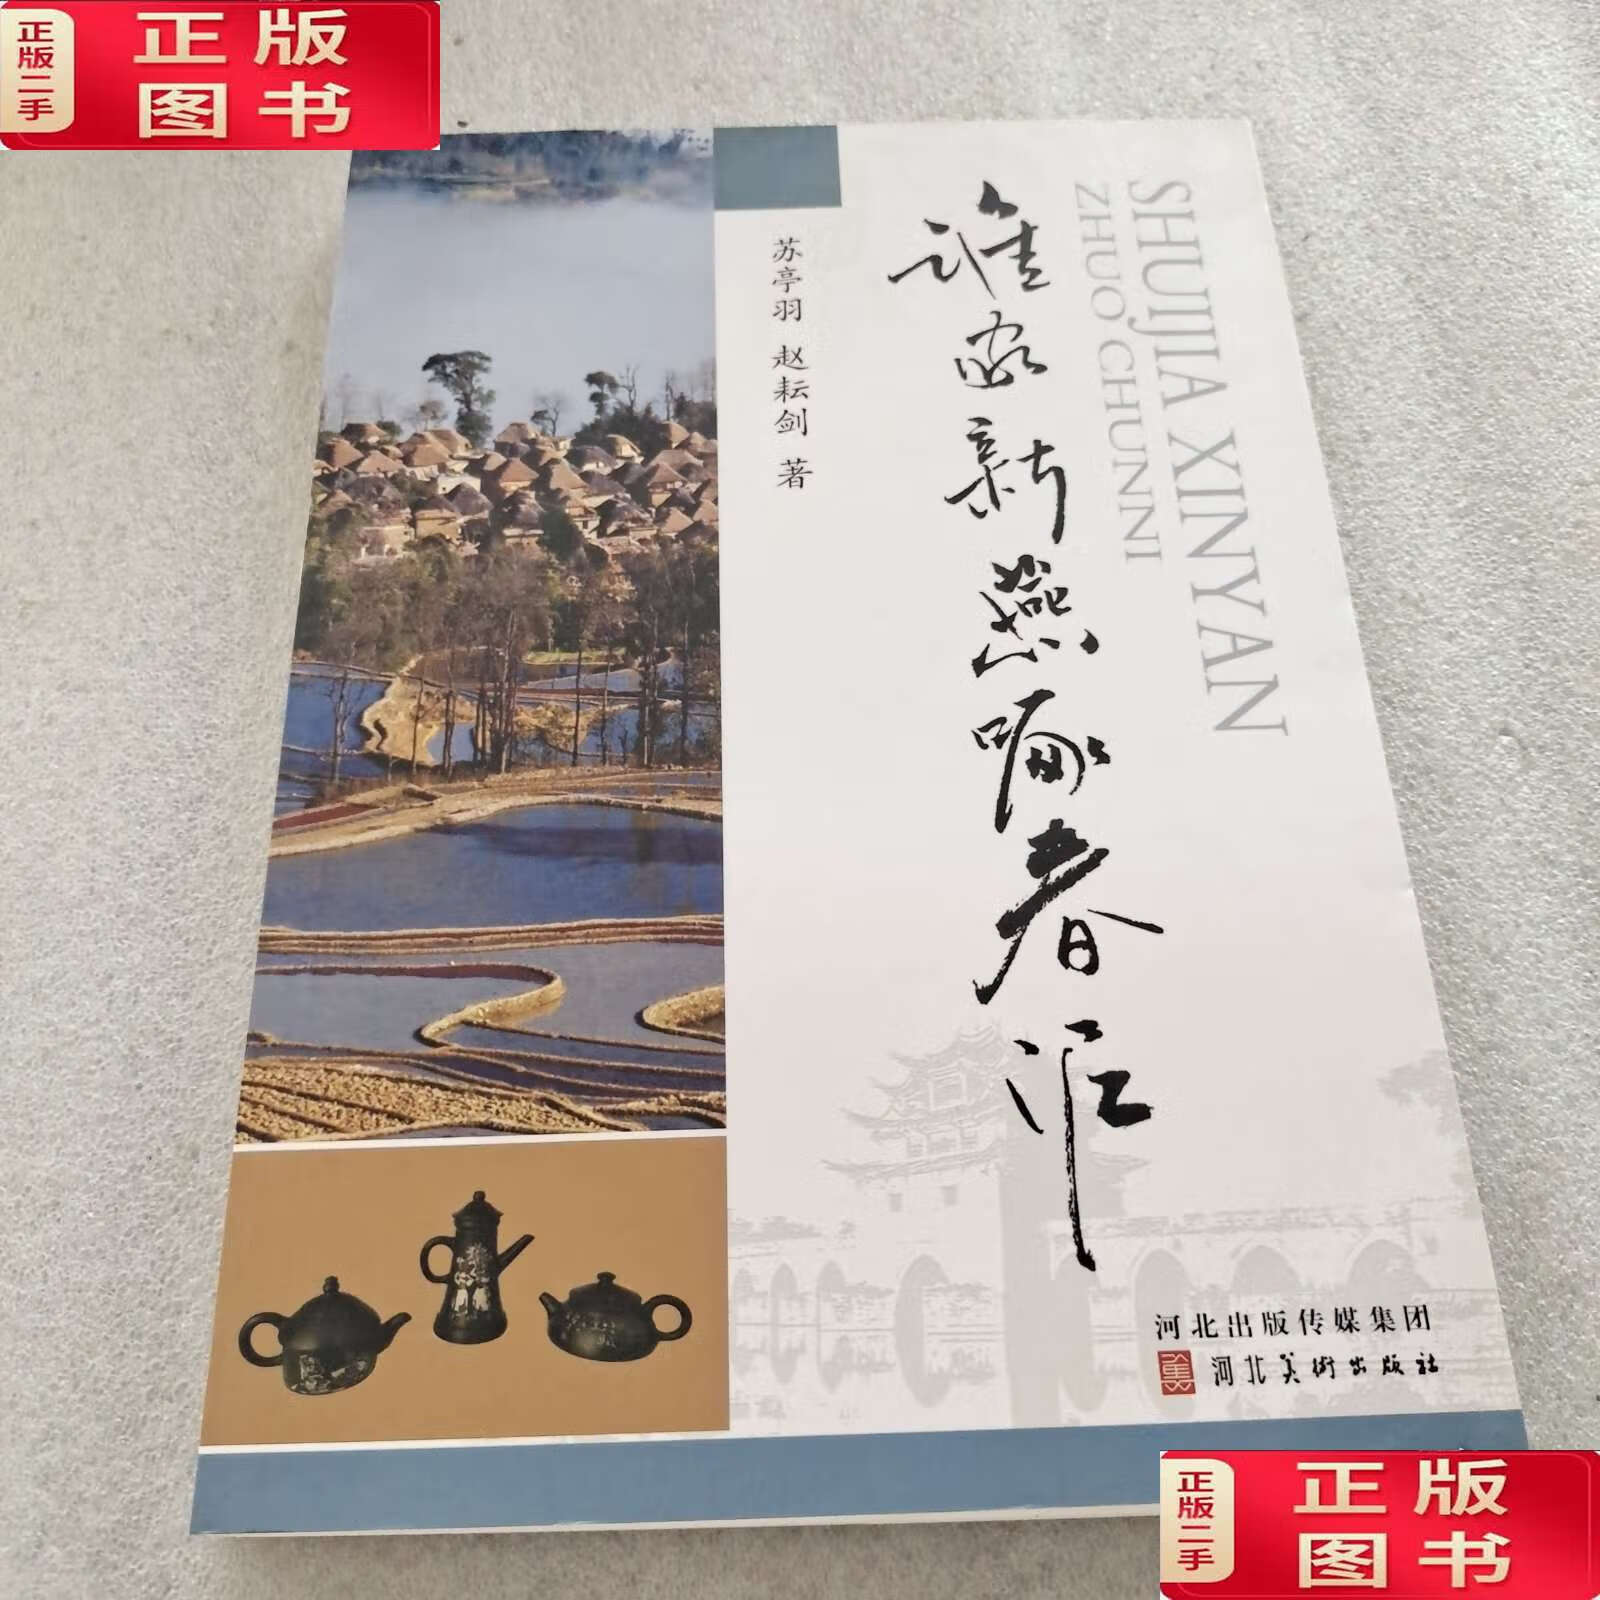 正版二手
正版
图书
谁家新燕啄春泥
SHUIJIA XINYAN
ZHUO CHUNNI
苏亭羽 赵耘剑 著
河北出版传媒集团
河北美术出版社
正版二手
正版
图书